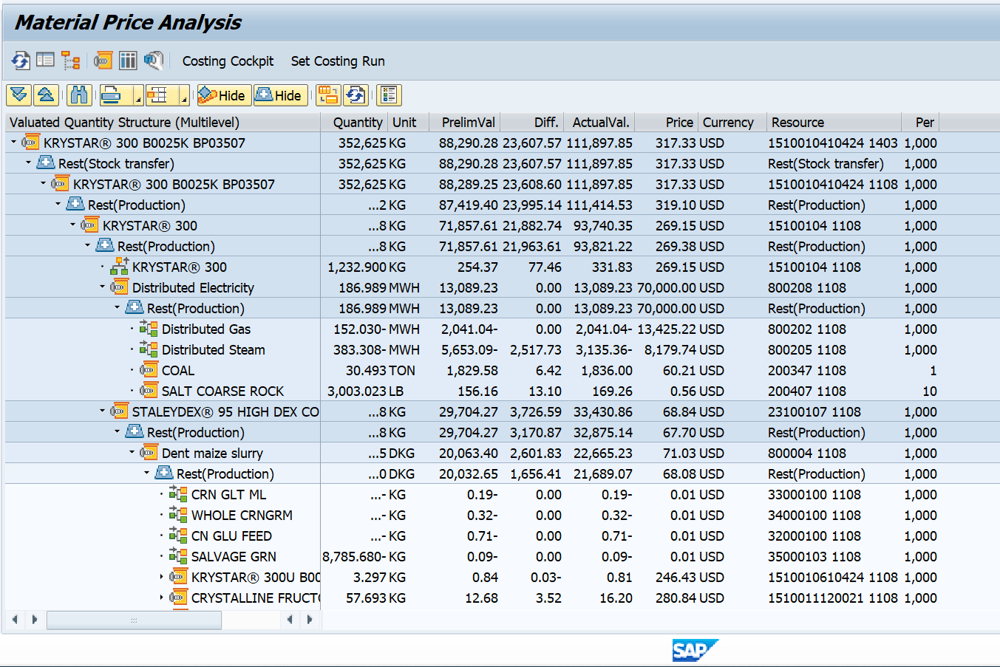 Material Price Analysis
Costing Cockpit Set Costing Run
Hide Hide
Valuated Quantity Structure (Multilevel) Quantity Unit PrelimVal Diff. ActualVal. Price Currency Resource Per
KRYSTAR® 300 B0025K BP03507 352,625 KG 88,290.28 23,607.57 111,897.85 317.33 USD 1510010410424 1403 1,000
Rest(Stock transfer) 352,625 KG 88,290.28 23,607.57 111,897.85 317.33 USD Rest(Stock transfer) 1,000
KRYSTAR® 300 B0025K BP03507 352,625 KG 88,289.25 23,608.60 111,897.85 317.33 USD 1510010410424 1108 1,000
Rest(Production) ...2 KG 87,419.40 23,995.14 111,414.53 319.10 USD Rest(Production) 1,000
KRYSTAR® 300 ...8 KG 71,857.61 21,882.74 93,740.35 269.15 USD 15100104 1108 1,000
Rest(Production) ...8 KG 71,857.61 21,963.61 93,821.22 269.38 USD Rest(Production) 1,000
KRYSTAR® 300 1,232.900 KG 254.37 77.46 331.83 269.15 USD 15100104 1108 1,000
Distributed Electricity 186.989 MWH 13,089.23 0.00 13,089.23 70,000.00 USD 800208 1108 1,000
Rest(Production) 186.989 MWH 13,089.23 0.00 13,089.23 70,000.00 USD Rest(Production) 1,000
Distributed Gas 152.030- MWH 2,041.04- 0.00 2,041.04- 13,425.22 USD 800202 1108 1,000
Distributed Steam 383.308- MWH 5,653.09- 2,517.73 3,135.36- 8,179.74 USD 800205 1108 1,000
COAL 30.493 TON 1,829.58 6.42 1,836.00 60.21 USD 200347 1108 1
SALT COARSE ROCK 3,003.023 LB 156.16 13.10 169.26 0.56 USD 200407 1108 10
STALEYDEX® 95 HIGH DEX CO ...8 KG 29,704.27 3,726.59 33,430.86 68.84 USD 23100107 1108 1,000
Rest(Production) ...8 KG 29,704.27 3,170.87 32,875.14 67.70 USD Rest(Production) 1,000
Dent maize slurry ...5 DKG 20,063.40 2,601.83 22,665.23 71.03 USD 800004 1108 1,000
Rest(Production) ...0 DKG 20,032.65 1,656.41 21,689.07 68.08 USD Rest(Production) 1,000
CRN GLT ML ...- KG 0.19- 0.00 0.19- 0.01 USD 33000100 1108 1,000
WHOLE CRNGRM ...- KG 0.32- 0.00 0.32- 0.01 USD 34000100 1108 1,000
CN GLU FEED ...- KG 0.71- 0.00 0.71- 0.01 USD 32000100 1108 1,000
SALVAGE GRN 8,785.680- KG 0.09- 0.00 0.09- 0.01 USD 35000103 1108 1,000
KRYSTAR® 300U B00 3.297 KG 0.84 0.03- 0.81 246.43 USD 1510010610424 1108 1,000
CRYSTALLINE FRUCTO 57.693 KG 12.68 3.52 16.20 280.84 USD 1510011120021 1108 1,000
SAP